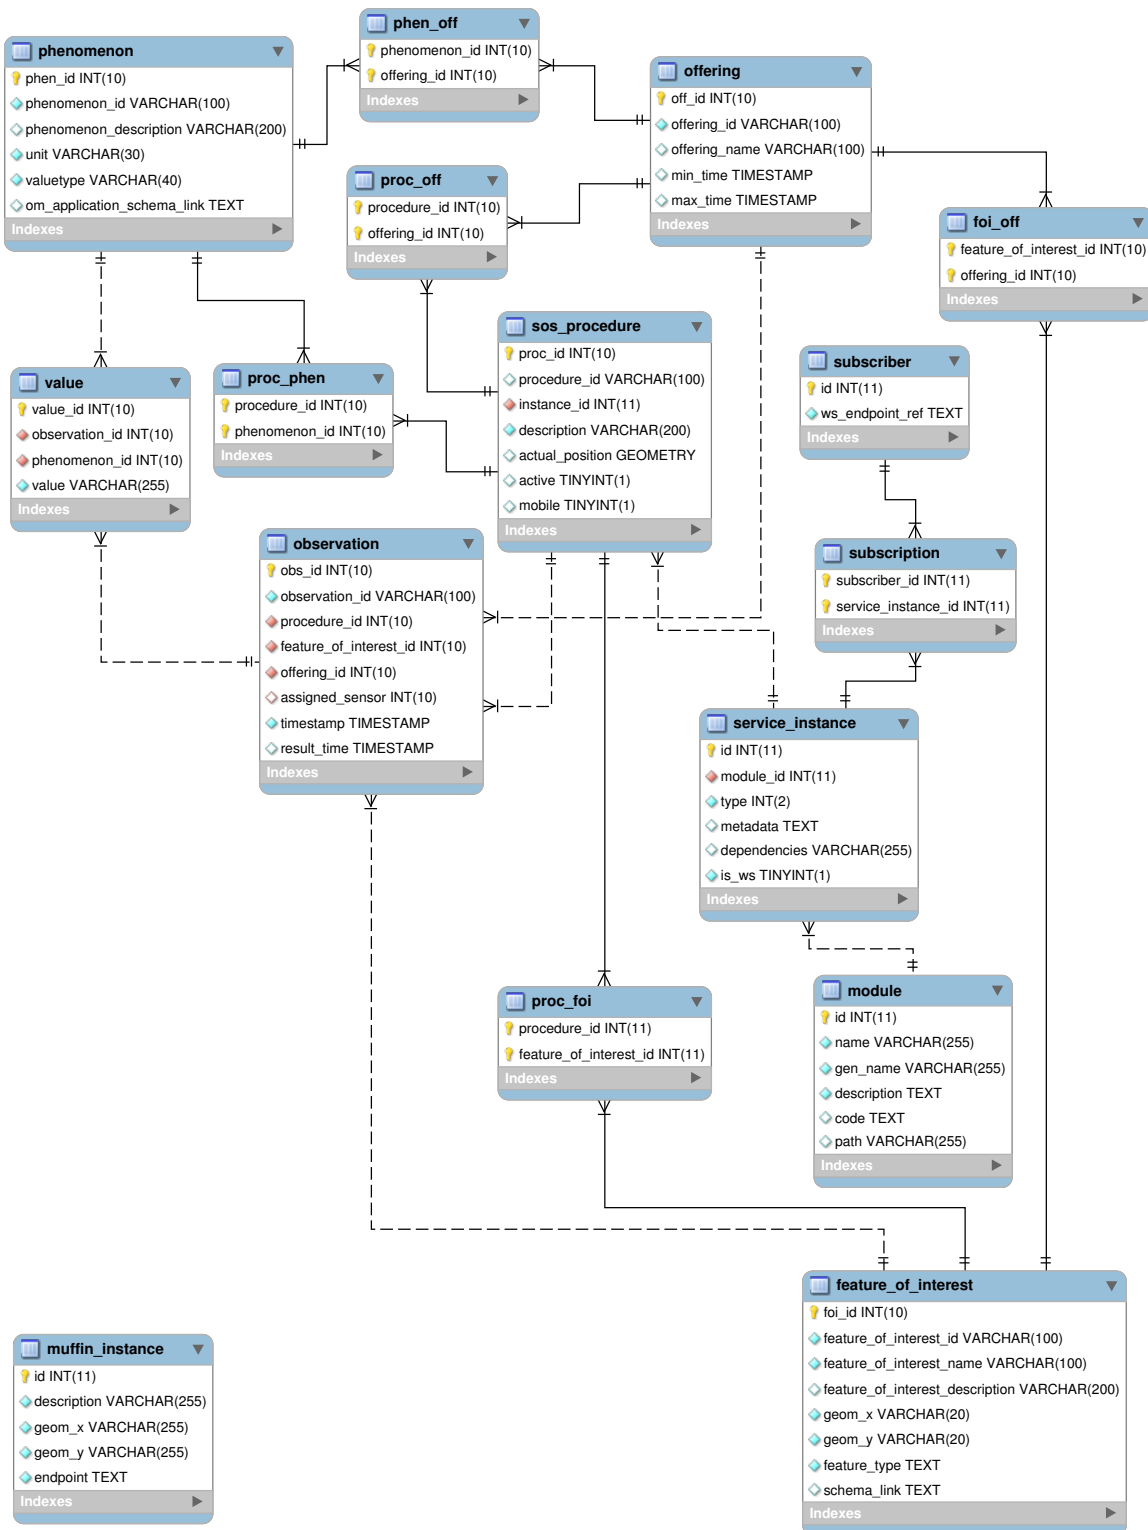 phen_off
phenomenon_id INT(10)
offering_id INT(10)
Indexes
phenomenon
phen_id INT(10)
phenomenon_id VARCHAR(100)
phenomenon_description VARCHAR(200)
unit VARCHAR(30)
valuetype VARCHAR(40)
om_application_schema_link TEXT
Indexes
offering
off_id INT(10)
offering_id VARCHAR(100)
offering_name VARCHAR(100)
min_time TIMESTAMP
max_time TIMESTAMP
Indexes
proc_off
procedure_id INT(10)
offering_id INT(10)
Indexes
foi_off
feature_of_interest_id INT(10)
offering_id INT(10)
Indexes
sos_procedure
proc_id INT(10)
procedure_id VARCHAR(100)
instance_id INT(11)
description VARCHAR(200)
actual_position GEOMETRY
active TINYINT(1)
mobile TINYINT(1)
Indexes
subscriber
id INT(11)
ws_endpoint_ref TEXT
Indexes
value
value_id INT(10)
observation_id INT(10)
phenomenon_id INT(10)
value VARCHAR(255)
Indexes
proc_phen
procedure_id INT(10)
phenomenon_id INT(10)
Indexes
observation
obs_id INT(10)
observation_id VARCHAR(100)
procedure_id INT(10)
feature_of_interest_id INT(10)
offering_id INT(10)
assigned_sensor INT(10)
timestamp TIMESTAMP
result_time TIMESTAMP
Indexes
subscription
subscriber_id INT(11)
service_instance_id INT(11)
Indexes
service_instance
id INT(11)
module_id INT(11)
type INT(2)
metadata TEXT
dependencies VARCHAR(255)
is_ws TINYINT(1)
Indexes
proc_foi
procedure_id INT(11)
feature_of_interest_id INT(11)
Indexes
module
id INT(11)
name VARCHAR(255)
gen_name VARCHAR(255)
description TEXT
code TEXT
path VARCHAR(255)
Indexes
feature_of_interest
foi_id INT(10)
feature_of_interest_id VARCHAR(100)
feature_of_interest_name VARCHAR(100)
feature_of_interest_description VARCHAR(200)
geom_x VARCHAR(20)
geom_y VARCHAR(20)
feature_type TEXT
schema_link TEXT
Indexes
muffin_instance
id INT(11)
description VARCHAR(255)
geom_x VARCHAR(255)
geom_y VARCHAR(255)
endpoint TEXT
Indexes